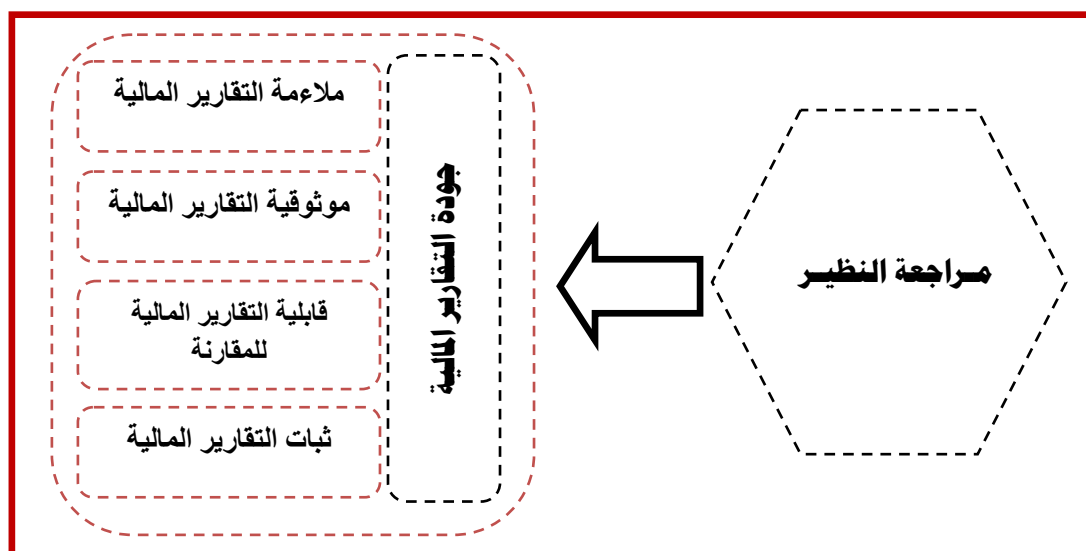 مراجعة النظير
جودة التقارير المالية
ملاءمة التقارير المالية
موثوقية التقارير المالية
قابلية التقارير المالية
للمقارنة
ثبات التقارير المالية